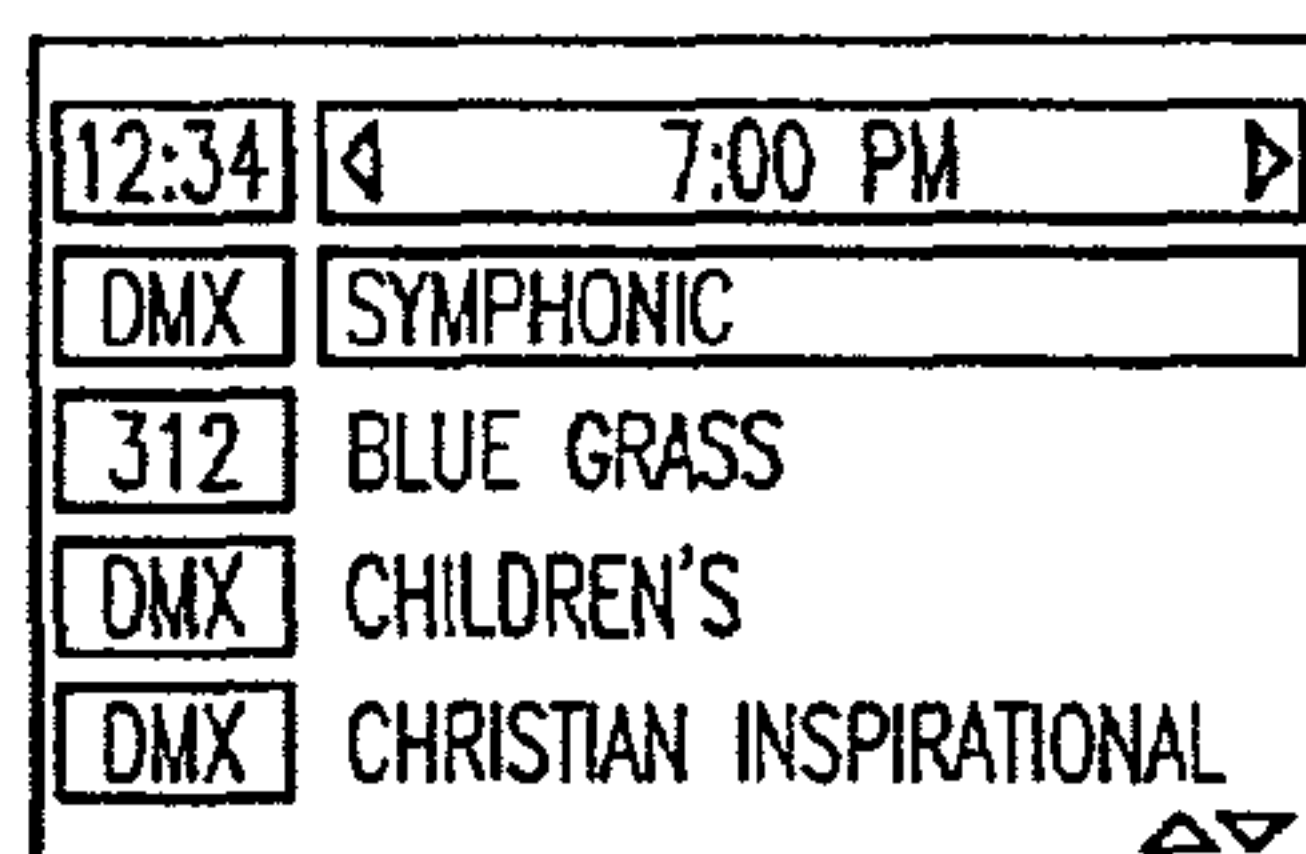 12:34 7:00 PM
DMX SYMPHONIC
312 BLUE GRASS
DMX CHILDREN'S
DMX CHRISTIAN INSPIRATIONAL